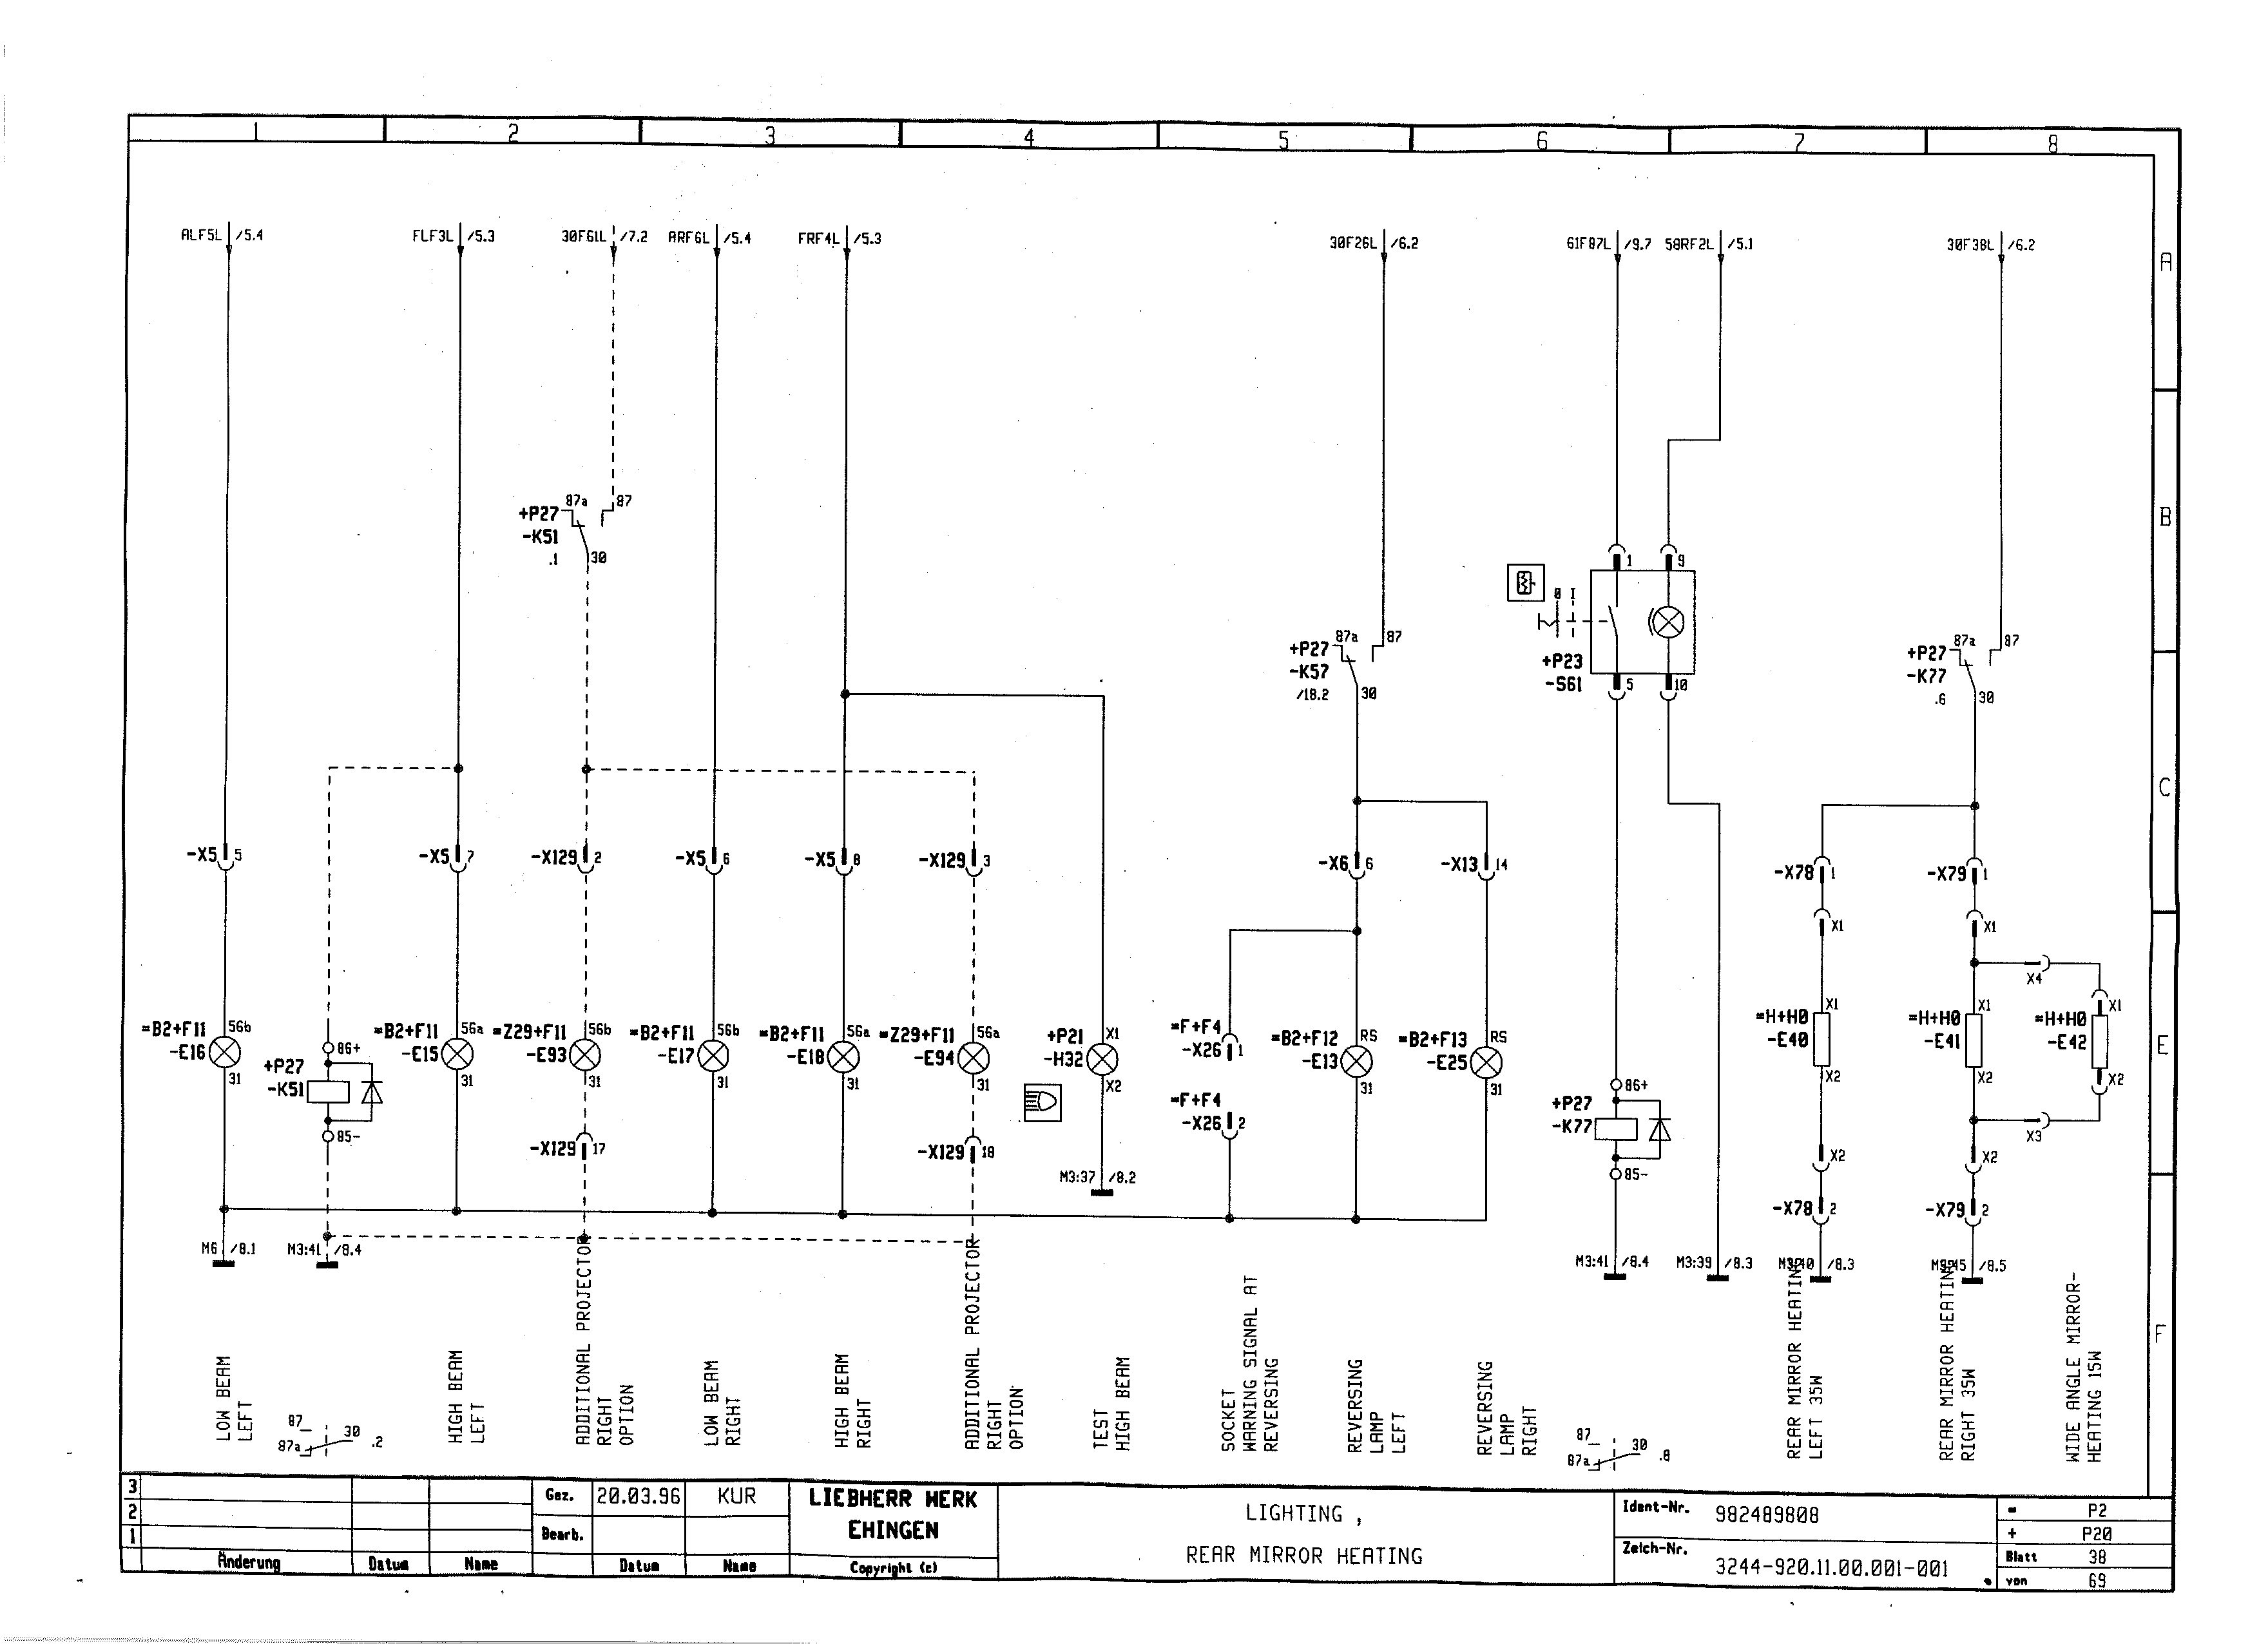 1 2 3 4 5 6 7 8
A
B
C
E
F
ALF5L /5.4
FLF3L /5.3
30F61L /7.2
ARF6L /5.4
FRF4L /5.3
30F26L /6.2
61F87L /9.7
58RF2L /5.1
30F38L /6.2
87a 87
+P27
-K51
.1 30
87a 87
+P27
-K57
/18.2 30
1 9
0 I
+P23
-S61
5 10
87a 87
+P27
-K77
.6 30
-X5 5
-X5 7
-X129 2
-X5 6
-X5 8
-X129 3
-X6 6
-X13 14
-X78 1
X1
-X79 1
X1
X4
=B2+F11 56b
-E16
31
86+
+P27
-K51
85-
=B2+F11 56a
-E15
31
=Z29+F11 56b
-E93
31
-X129 17
=B2+F11 56b
-E17
31
=B2+F11 56a
-E18
31
=Z29+F11 56a
-E94
31
-X129 18
+P21 X1
-H32
X2
M3:37 /8.2
=F+F4
-X26 1
=F+F4
-X26 2
=B2+F12 RS
-E13
31
=B2+F13 RS
-E25
31
86+
+P27
-K77
85-
X1
=H+H0
-E40
X2
X2
-X78 2
X1
=H+H0
-E41
X2
X2
-X79 2
X1
=H+H0
-E42
X2
X3
M6 /8.1
M3:41 /8.4
M3:41 /8.4
M3:39 /8.3
/8.3
/8.5
LOW BEAM
LEFT
HIGH BEAM
LEFT
ADDITIONAL PROJECTOR
RIGHT
OPTION
LOW BEAM
RIGHT
HIGH BEAM
RIGHT
ADDITIONAL PROJECTOR
RIGHT
OPTION
TEST
HIGH BEAM
SOCKET
WARNING SIGNAL AT
REVERSING
REVERSING
LAMP
LEFT
REVERSING
LAMP
RIGHT
REAR MIRROR HEATING
LEFT 35W
REAR MIRROR HEATING
RIGHT 35W
WIDE ANGLE MIRROR-
HEATING 15W
87
87a 30 .2
87
87a 30 .8
3
2
1
Änderung Datum Name
Gez. 20.03.96 KUR
Bearb.
Datum Name
LIEBHERR WERK
EHINGEN
Copyright (c)
LIGHTING ,
REAR MIRROR HEATING
Ident-Nr. 982489808
Zeich-Nr. 3244-920.11.00.001-001
= P2
+ P20
Blatt 38
von 69